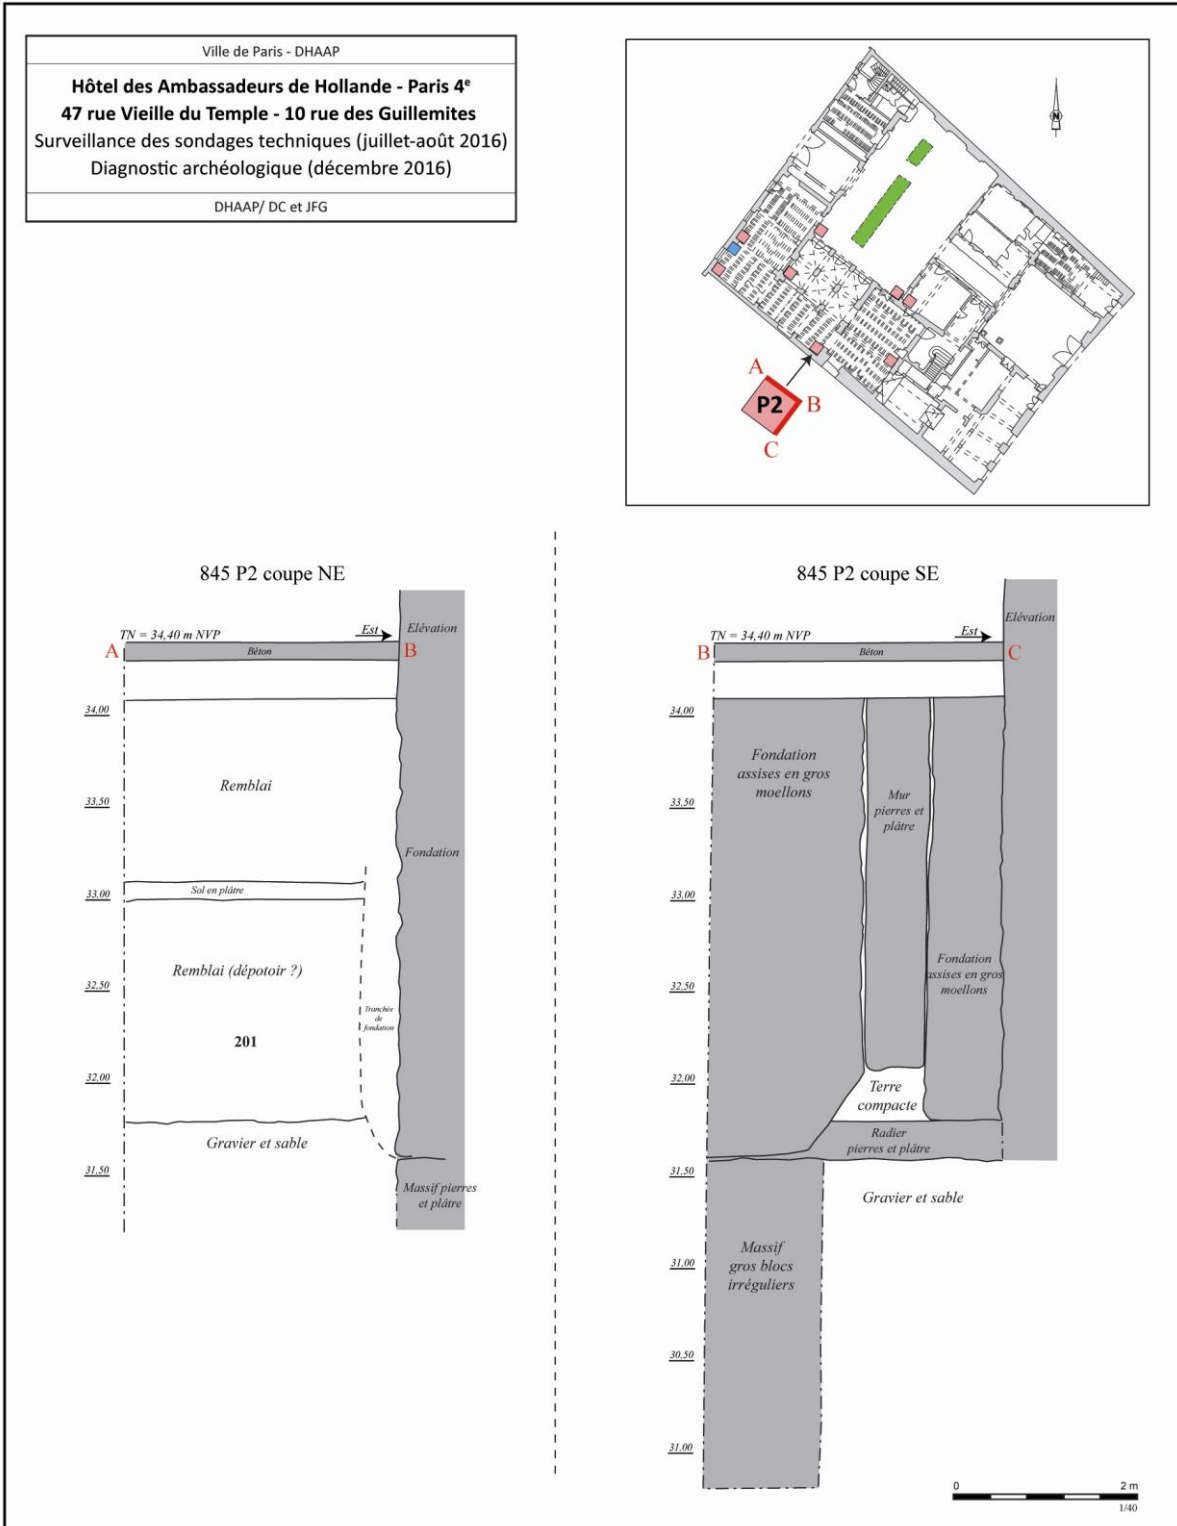 Ville de Paris - DHAAP
Hôtel des Ambassadeurs de Hollande - Paris 4e
47 rue Vieille du Temple - 10 rue des Guillemites
Surveillance des sondages techniques (juillet-août 2016)
Diagnostic archéologique (décembre 2016)
DHAAP/ DC et JFG
N
A
P2
B
C
845 P2 coupe NE
TN = 34,40 m NVP
Est
Elévation
A
Béton
B
34,00
Remblai
33,50
Fondation
33,00
Sol en plâtre
Remblai (dépotoir ?)
32,50
Tranchée
de
fondation
201
32,00
Gravier et sable
31,50
Massif pierres
et plâtre
845 P2 coupe SE
TN = 34,40 m NVP
Est
Elévation
B
Béton
C
34,00
Fondation
assises en gros
moellons
33,50
Mur
pierres et
plâtre
33,00
Fondation
assises en gros
moellons
32,50
32,00
Terre
compacte
Radier
pierres et plâtre
31,50
Gravier et sable
Massif
gros blocs
irréguliers
31,00
30,50
31,00
0
2 m
1/40